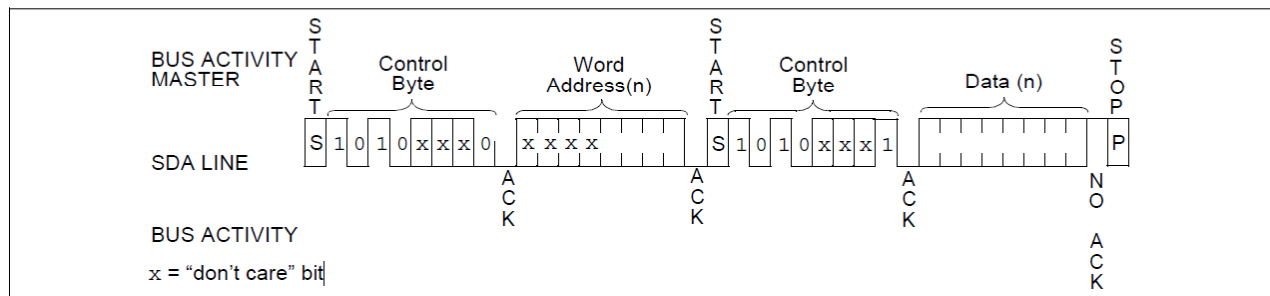 BUS ACTIVITY
MASTER
START
Control
Byte
Word
Address(n)
START
Control
Byte
Data (n)
STOP
SDA LINE
S 1 0 1 0 x x x 0
x x x x
S 1 0 1 0 x x x 1
P
ACK
ACK
ACK
NO ACK
BUS ACTIVITY
x = “don’t care” bit